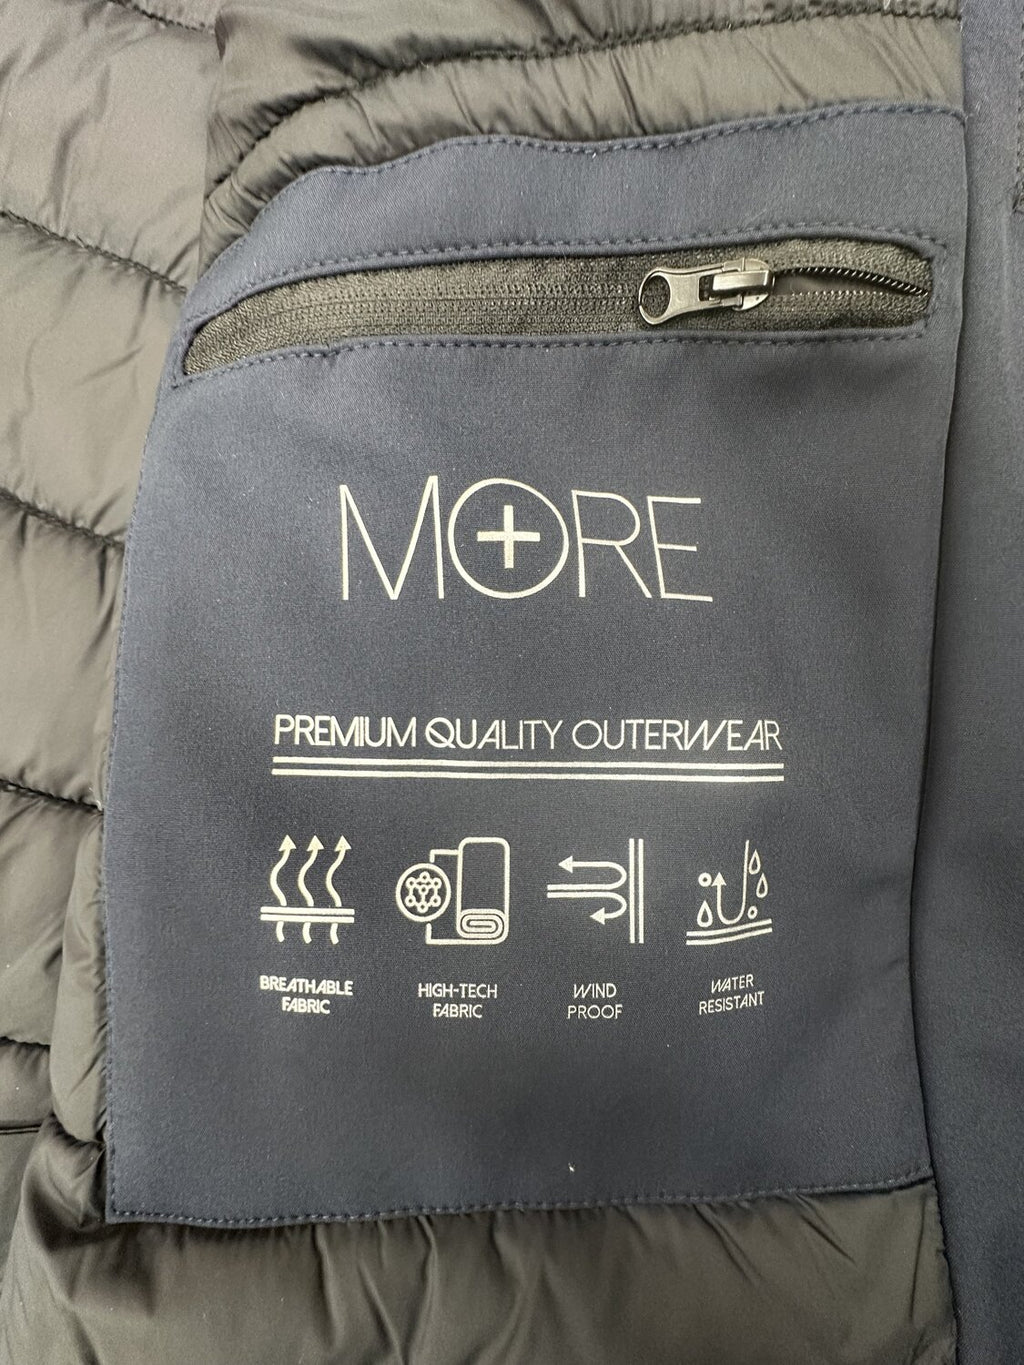 MORE
PREMIUM QUALITY OUTERWEAR
BREATHABLE
FABRIC
HIGH-TECH
FABRIC
WIND
PROOF
WATER
RESISTANT